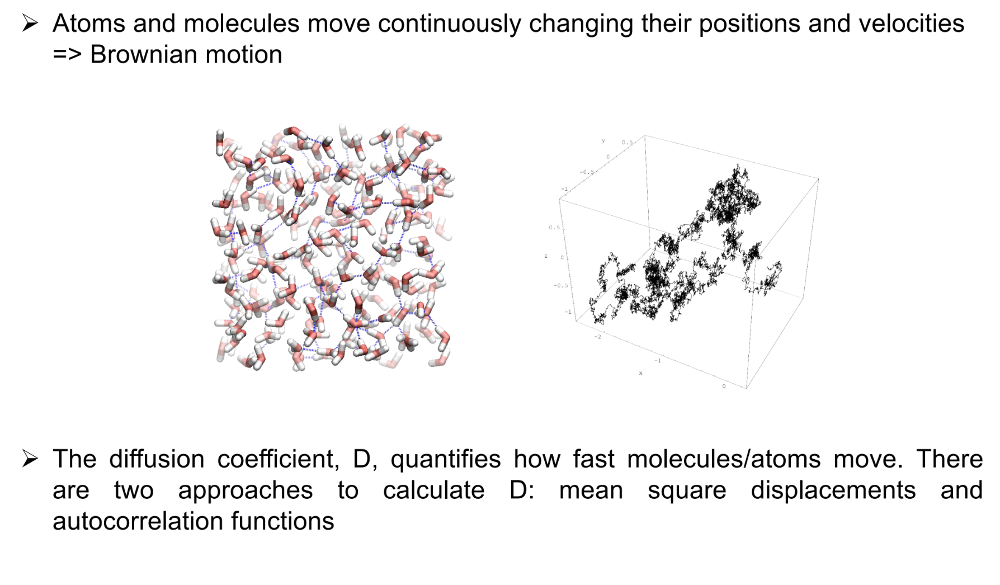 ➢ Atoms and molecules move continuously changing their positions and velocities
=> Brownian motion
y
0.5
0
-0.5
-1
0.5
z
0
-0.5
-1
-2
-1
x
0
➢ The diffusion coefficient, D, quantifies how fast molecules/atoms move. There
are two approaches to calculate D: mean square displacements and
autocorrelation functions